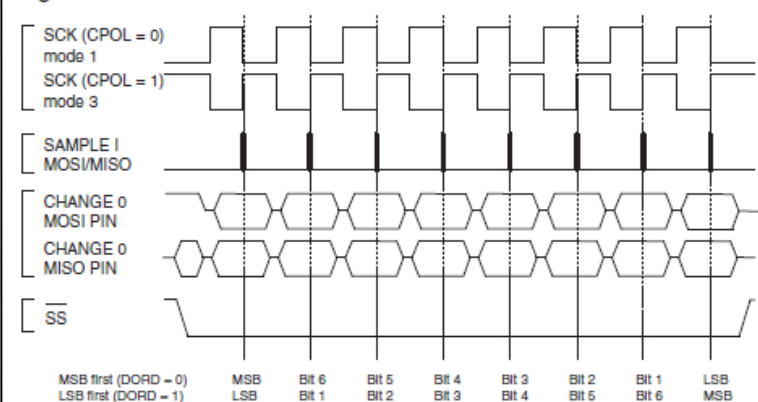 SCK (CPOL = 0)
mode 1
SCK (CPOL = 1)
mode 3
SAMPLE I
MOSI/MISO
CHANGE 0
MOSI PIN
CHANGE 0
MISO PIN
SS
MSB first (DORD = 0) MSB Bit 6 Bit 5 Bit 4 Bit 3 Bit 2 Bit 1 LSB
LSB first (DORD = 1) LSB Bit 1 Bit 2 Bit 3 Bit 4 Bit 5 Bit 6 MSB